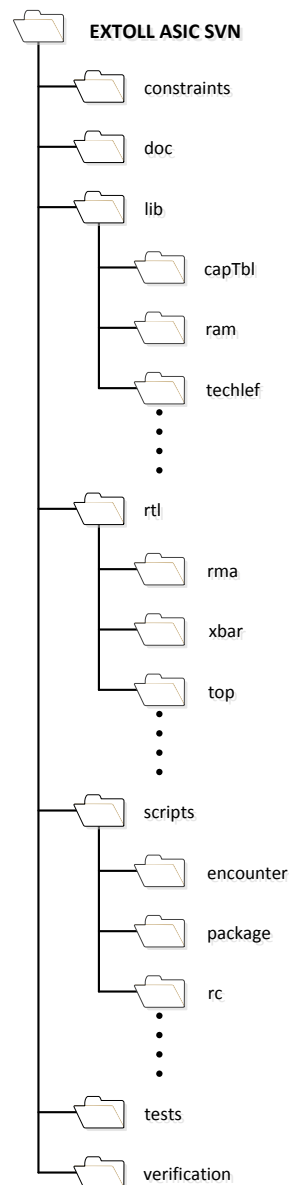 EXTOLL ASIC SVN
constraints
doc
lib
capTbl
ram
techlef
rtl
rma
xbar
top
scripts
encounter
package
rc
tests
verification